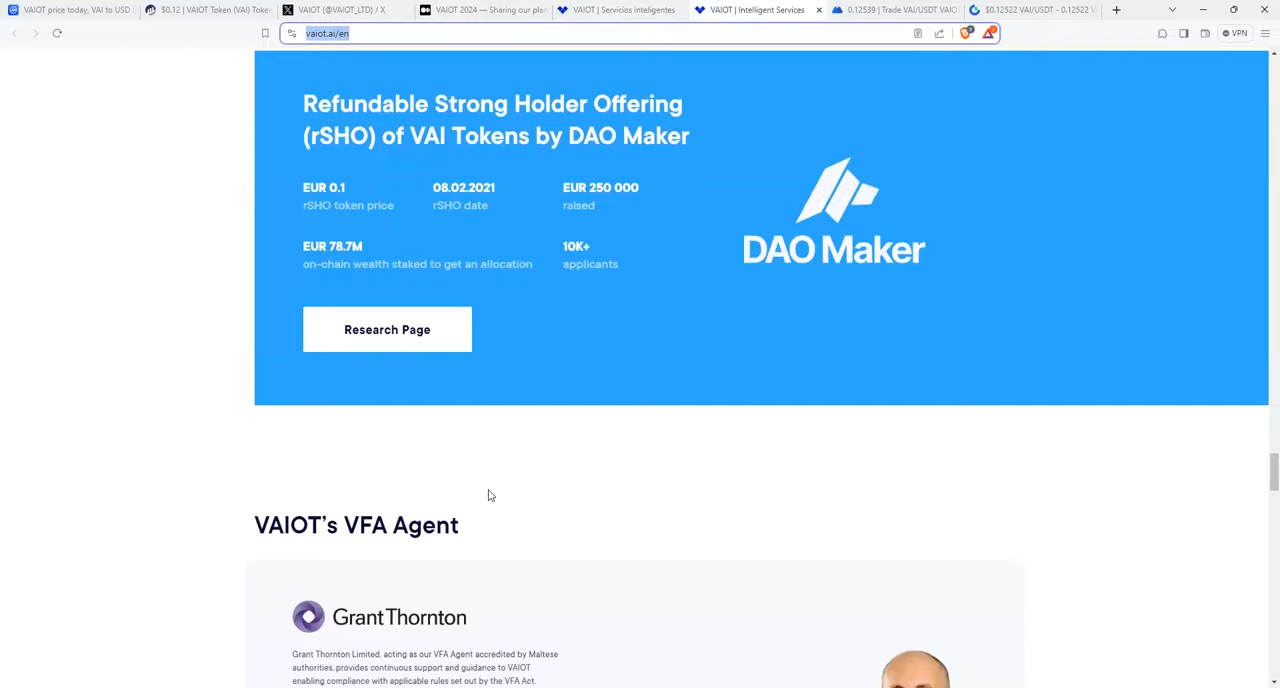 VAIOT price today, VAI to USD
$0.12 | VAIOT Token (VAI) Toke
VAIOT (@VAIOT_LTD) / X
VAIOT 2024 — Sharing our plan
VAIOT | Servicios inteligentes
VAIOT | Intelligent Services
0.12539 | Trade VAI/USDT VAIO
$0.12522 VAI/USDT - 0.12522 V
vaiot.ai/en
VPN
Refundable Strong Holder Offering
(rSHO) of VAI Tokens by DAO Maker
EUR 0.1
08.02.2021
EUR 250 000
rSHO token price
rSHO date
raised
EUR 78.7M
10K+
on-chain wealth staked to get an allocation
applicants
DAO Maker
Research Page
VAIOT's VFA Agent
Grant Thornton
Grant Thornton Limited, acting as our VFA Agent accredited by Maltese
authorities, provides continuous support and guidance to VAIOT
enabling compliance with applicable rules set out by the VFA Act.